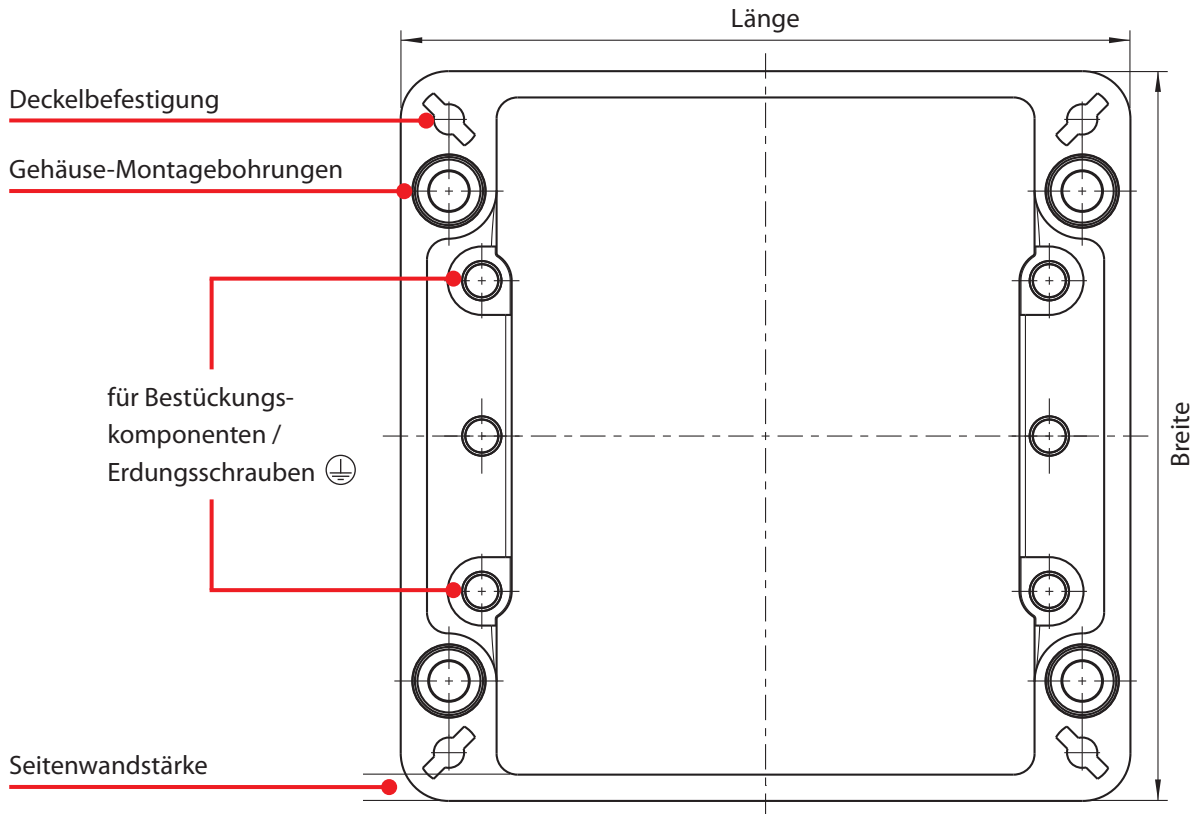 Länge
Deckelbefestigung
Gehäuse-Montagebohrungen
für Bestückungs-
komponenten /
Erdungsschrauben
Breite
Seitenwandstärke